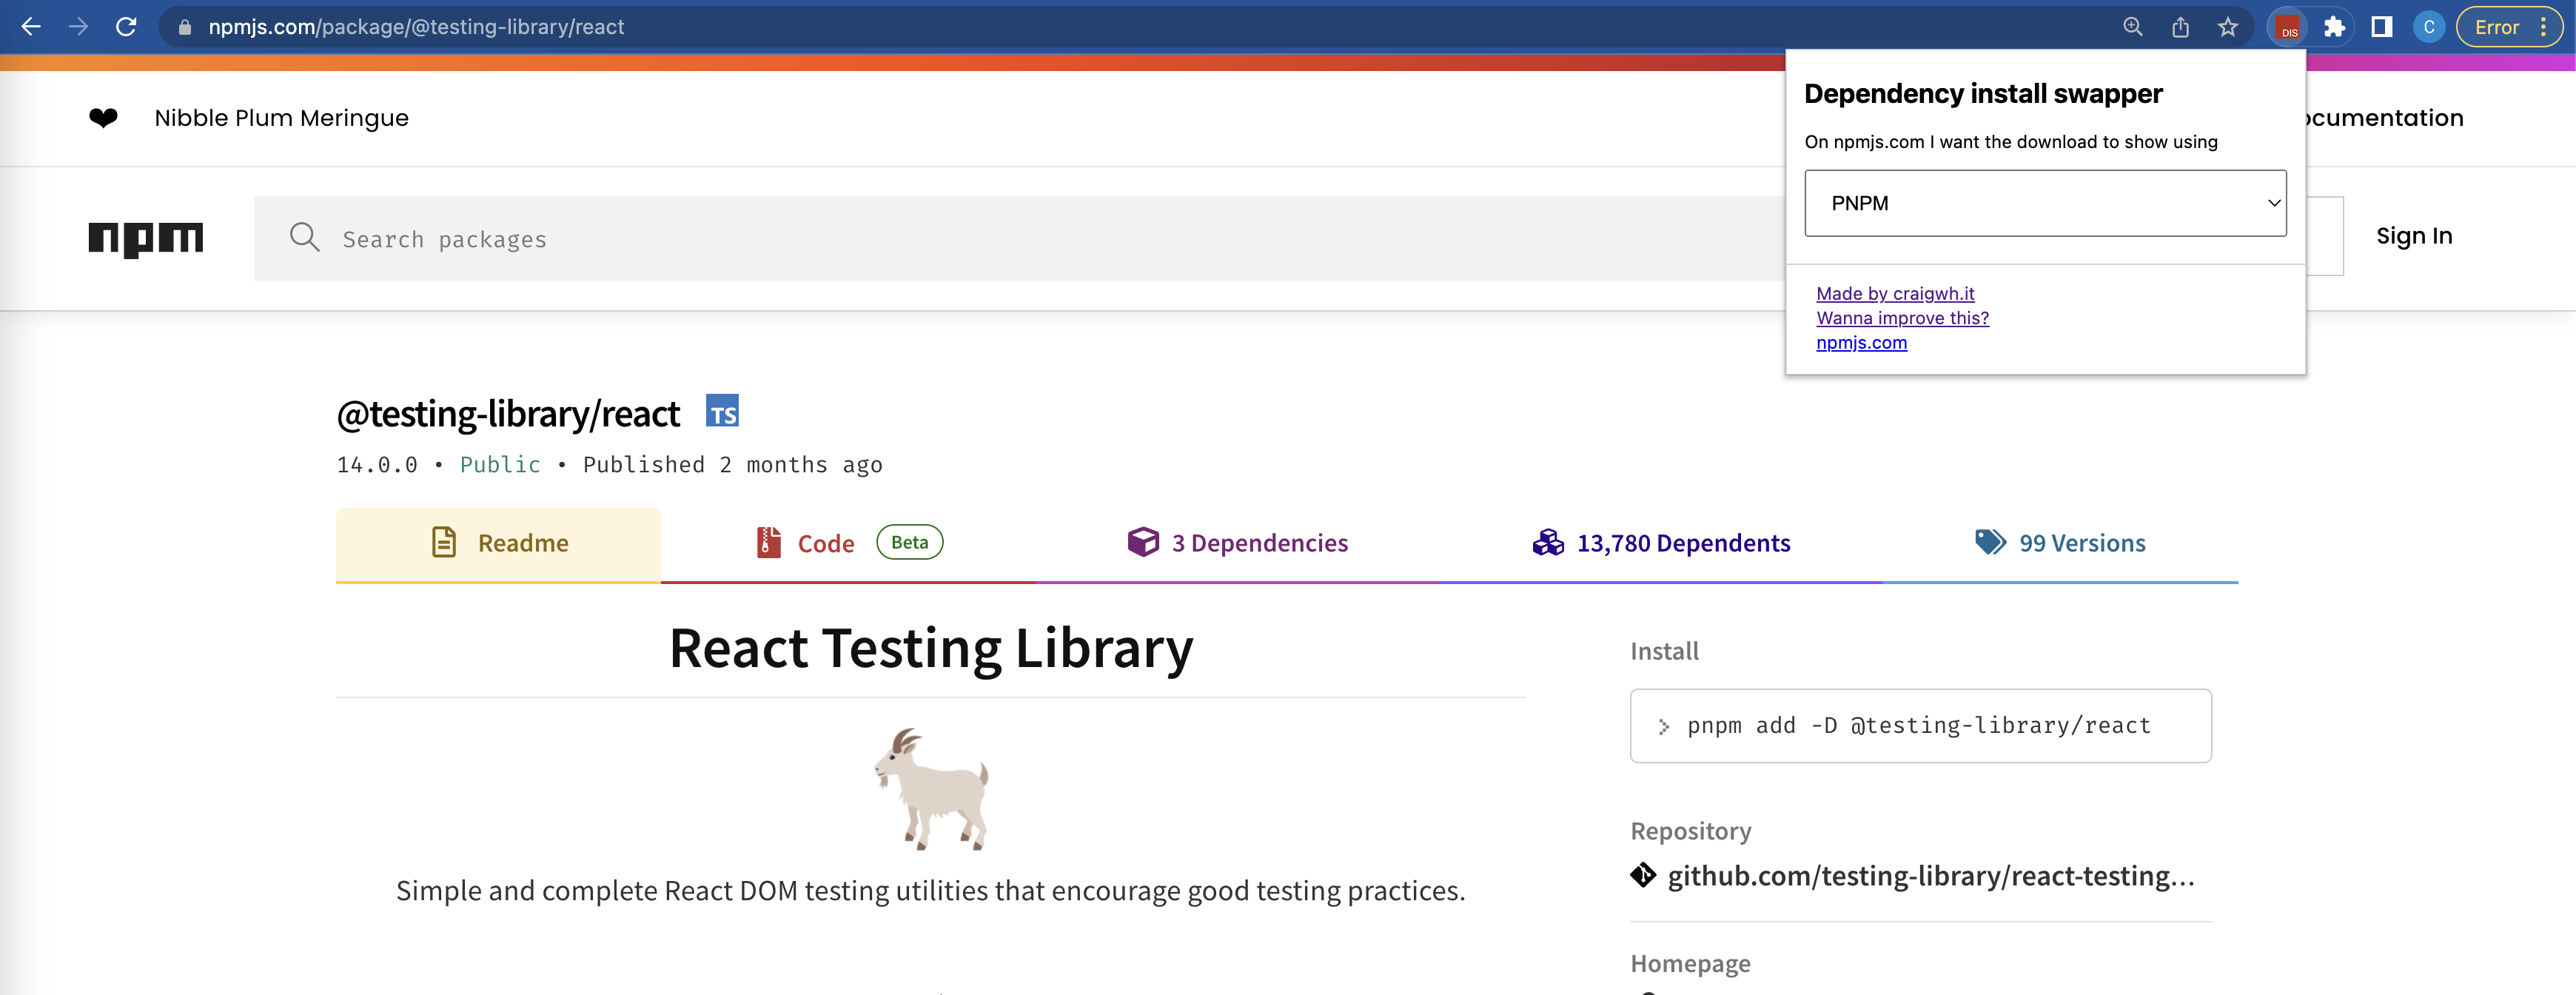 npmjs.com/package/@testing-library/react
DIS
C
Error
Dependency install swapper
On npmjs.com I want the download to show using
PNPM
Made by craigwh.it
Wanna improve this?
npmjs.com
Nibble Plum Meringue
ocumentation
npm
Search packages
Sign In
@testing-library/react TS
14.0.0 • Public • Published 2 months ago
Readme
Code Beta
3 Dependencies
13,780 Dependents
99 Versions
React Testing Library
Simple and complete React DOM testing utilities that encourage good testing practices.
Install
pnpm add -D @testing-library/react
Repository
github.com/testing-library/react-testing...
Homepage